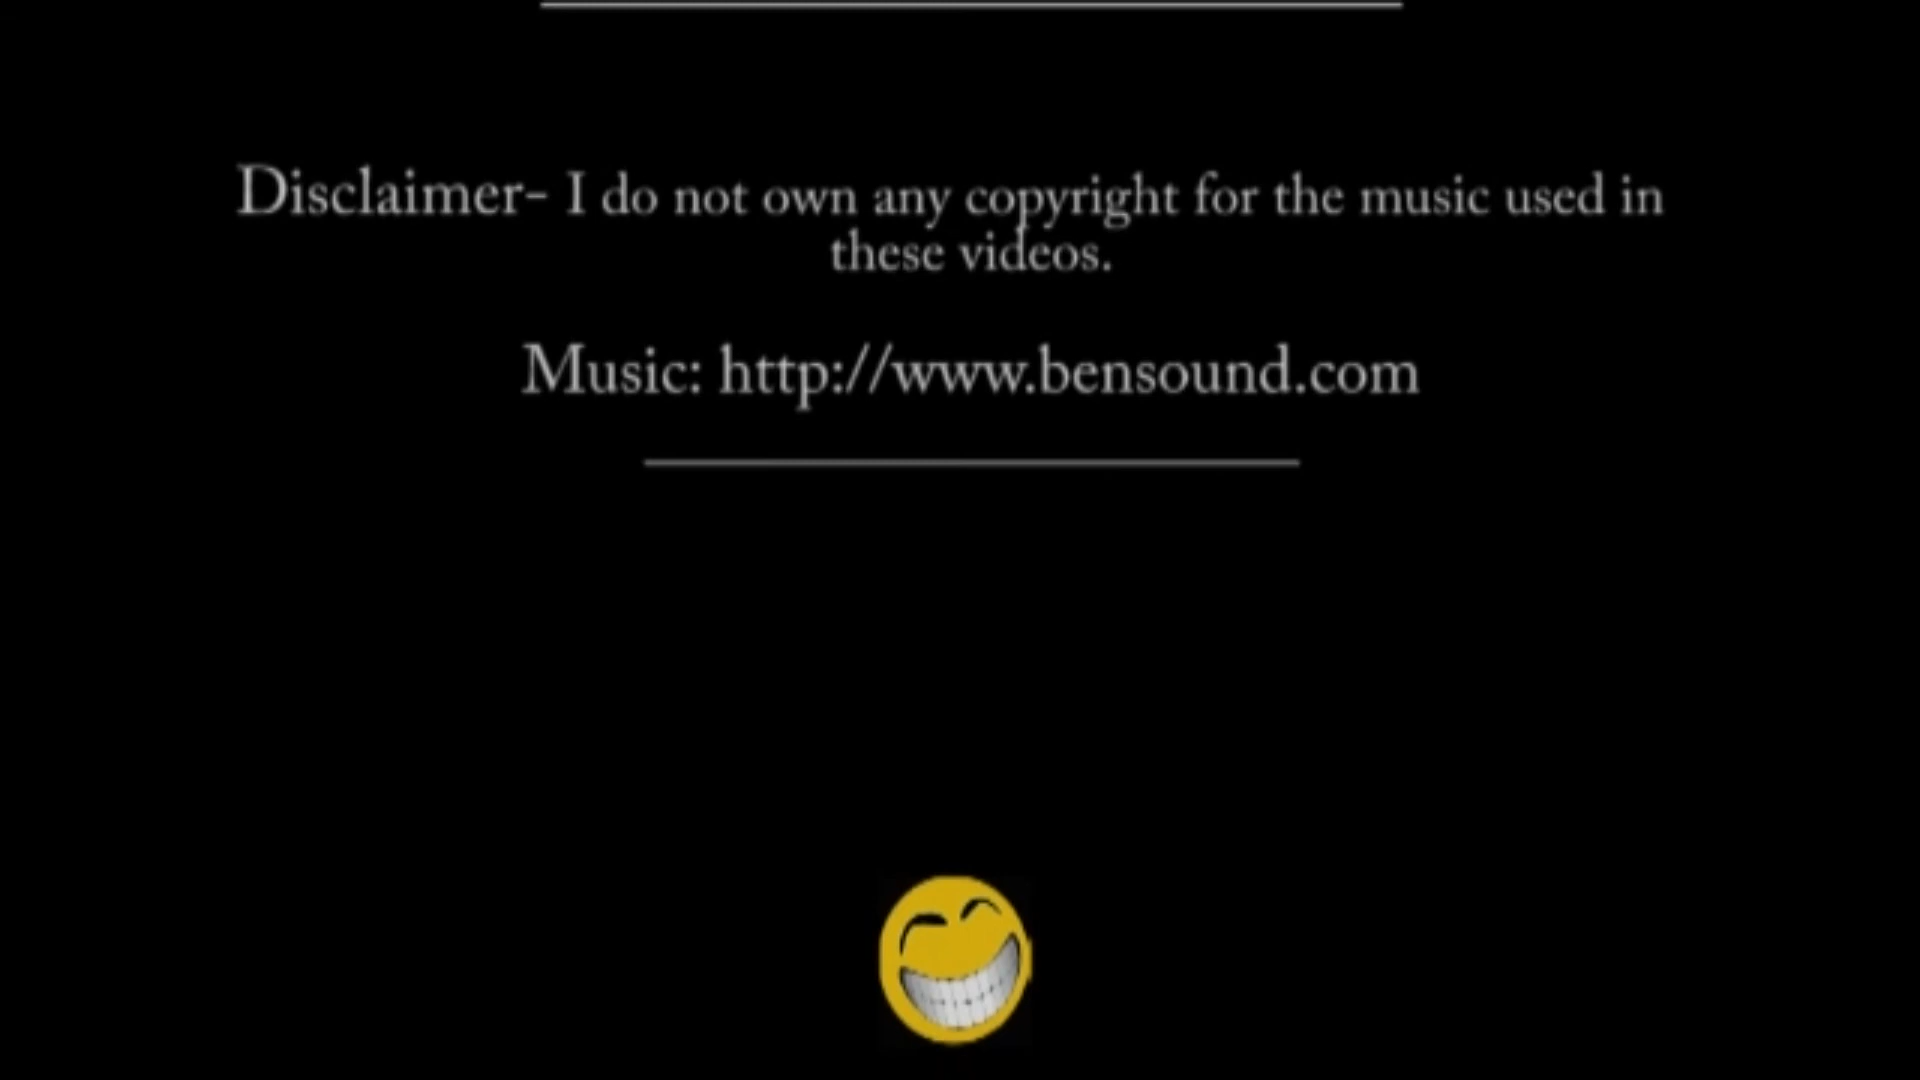 Disclaimer- I do not own any copyright for the music used in
these videos.
Music: http://www.bensound.com